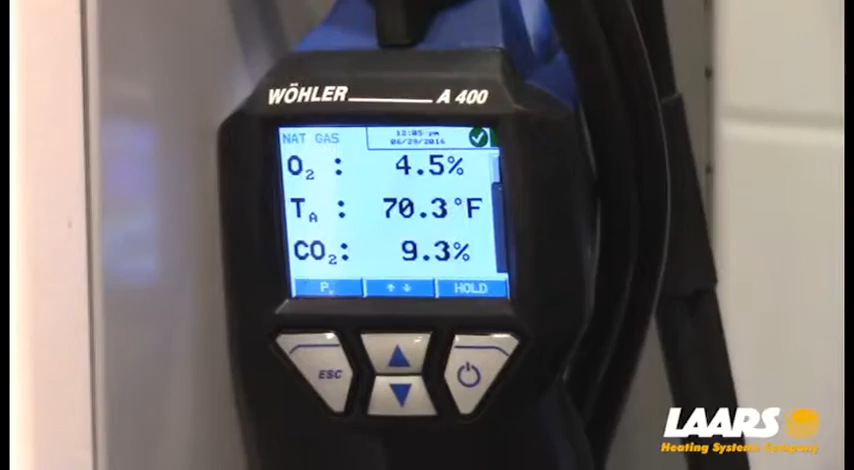 WÖHLER A 400
NAT GAS
12:05 pm
06/29/2016
O₂ : 4.5%
Tᴀ : 70.3°F
CO₂: 9.3%
HOLD
ESC
LAARS
Heating Systems Company